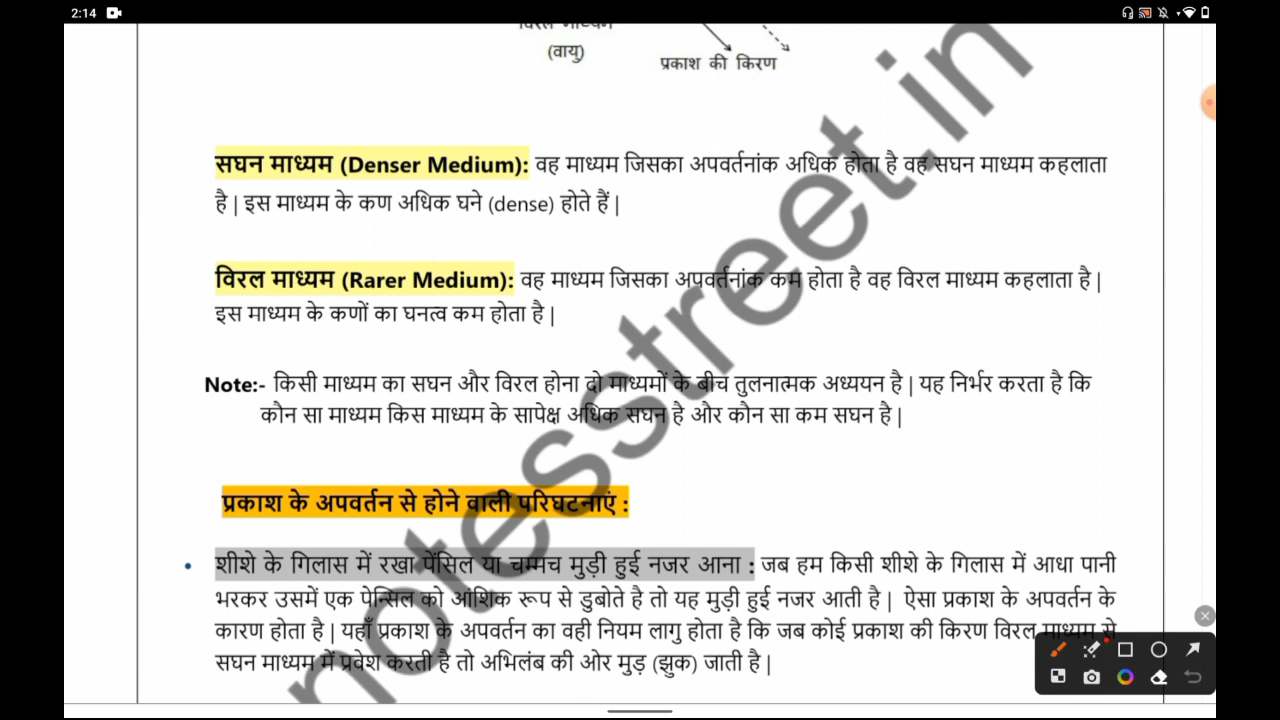 2:14
(वायु)
प्रकाश की किरण
सघन माध्यम (Denser Medium): वह माध्यम जिसका अपवर्तनांक अधिक होता है वह सघन माध्यम कहलाता
है | इस माध्यम के कण अधिक घने (dense) होते हैं |
विरल माध्यम (Rarer Medium): वह माध्यम जिसका अपवर्तनांक कम होता है वह विरल माध्यम कहलाता है |
इस माध्यम के कणों का घनत्व कम होता है |
Note:- किसी माध्यम का सघन और विरल होना दो माध्यमों के बीच तुलनात्मक अध्ययन है | यह निर्भर करता है कि
कौन सा माध्यम किस माध्यम के सापेक्ष अधिक सघन है और कौन सा कम सघन है |
प्रकाश के अपवर्तन से होने वाली परिघटनाएं :
• शीशे के गिलास में रखा पेंसिल या चम्मच मुड़ी हुई नजर आना : जब हम किसी शीशे के गिलास में आधा पानी
भरकर उसमें एक पेन्सिल को आंशिक रूप से डुबोते है तो यह मुड़ी हुई नजर आती है | ऐसा प्रकाश के अपवर्तन के
कारण होता है | यहाँ प्रकाश के अपवर्तन का वही नियम लागु होता है कि जब कोई प्रकाश की किरण विरल माध्यम से
सघन माध्यम में प्रवेश करती है तो अभिलंब की ओर मुड़ (झुक) जाती है |
notesstreet.in